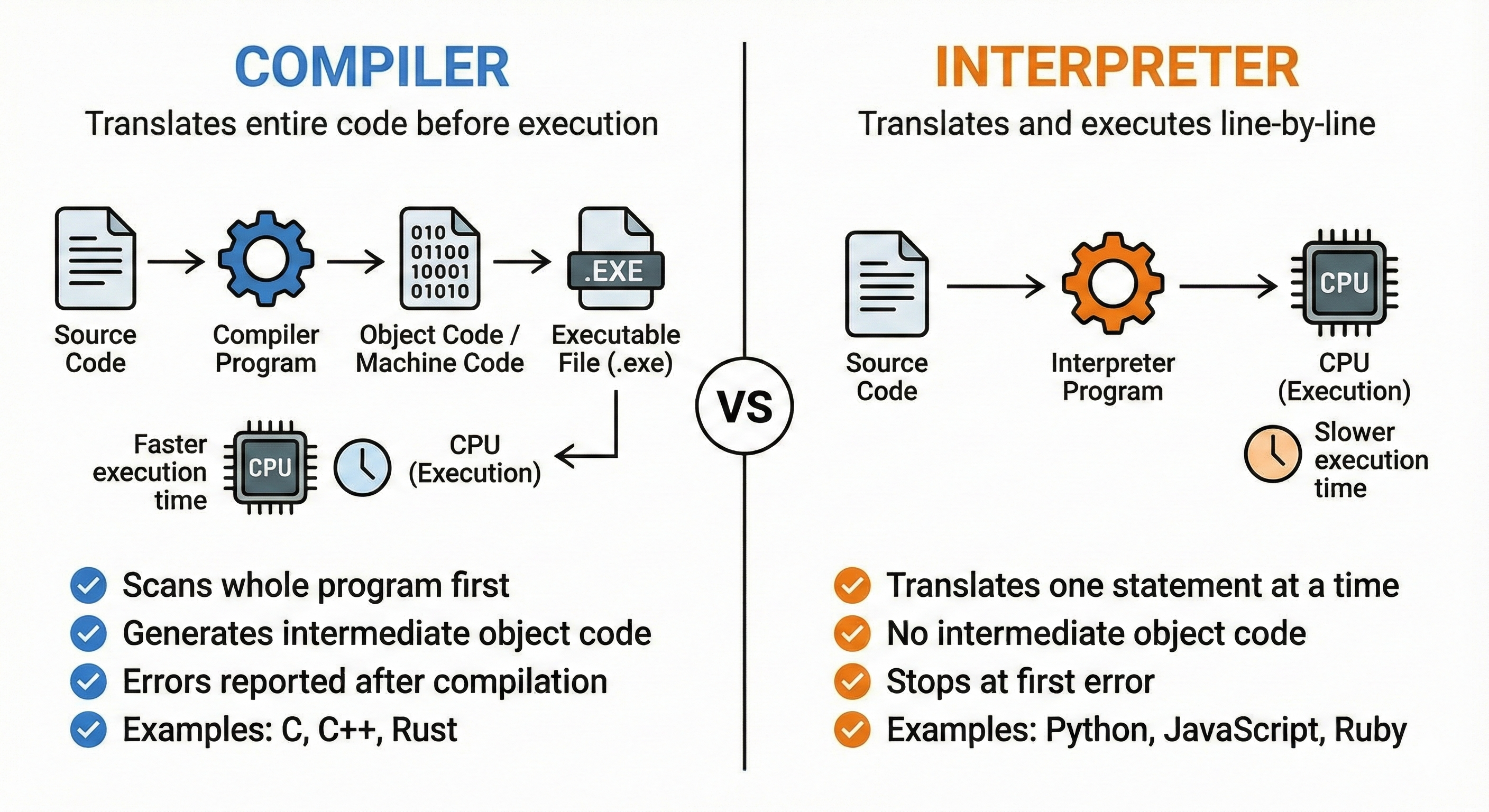 COMPILER
Translates entire code before execution
010
01100
10001
01010
.EXE
Source
Code
Compiler
Program
Object Code /
Machine Code
Executable
File (.exe)
Faster
execution
time
CPU
CPU
(Execution)
Scans whole program first
Generates intermediate object code
Errors reported after compilation
Examples: C, C++, Rust
VS
INTERPRETER
Translates and executes line-by-line
CPU
Source
Code
Interpreter
Program
CPU
(Execution)
Slower
execution
time
Translates one statement at a time
No intermediate object code
Stops at first error
Examples: Python, JavaScript, Ruby